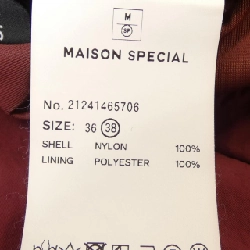 M
SP
MAISON SPECIAL
No. 21241465706
SIZE: 36 38
SHELL NYLON 100%
LINING POLYESTER 100%